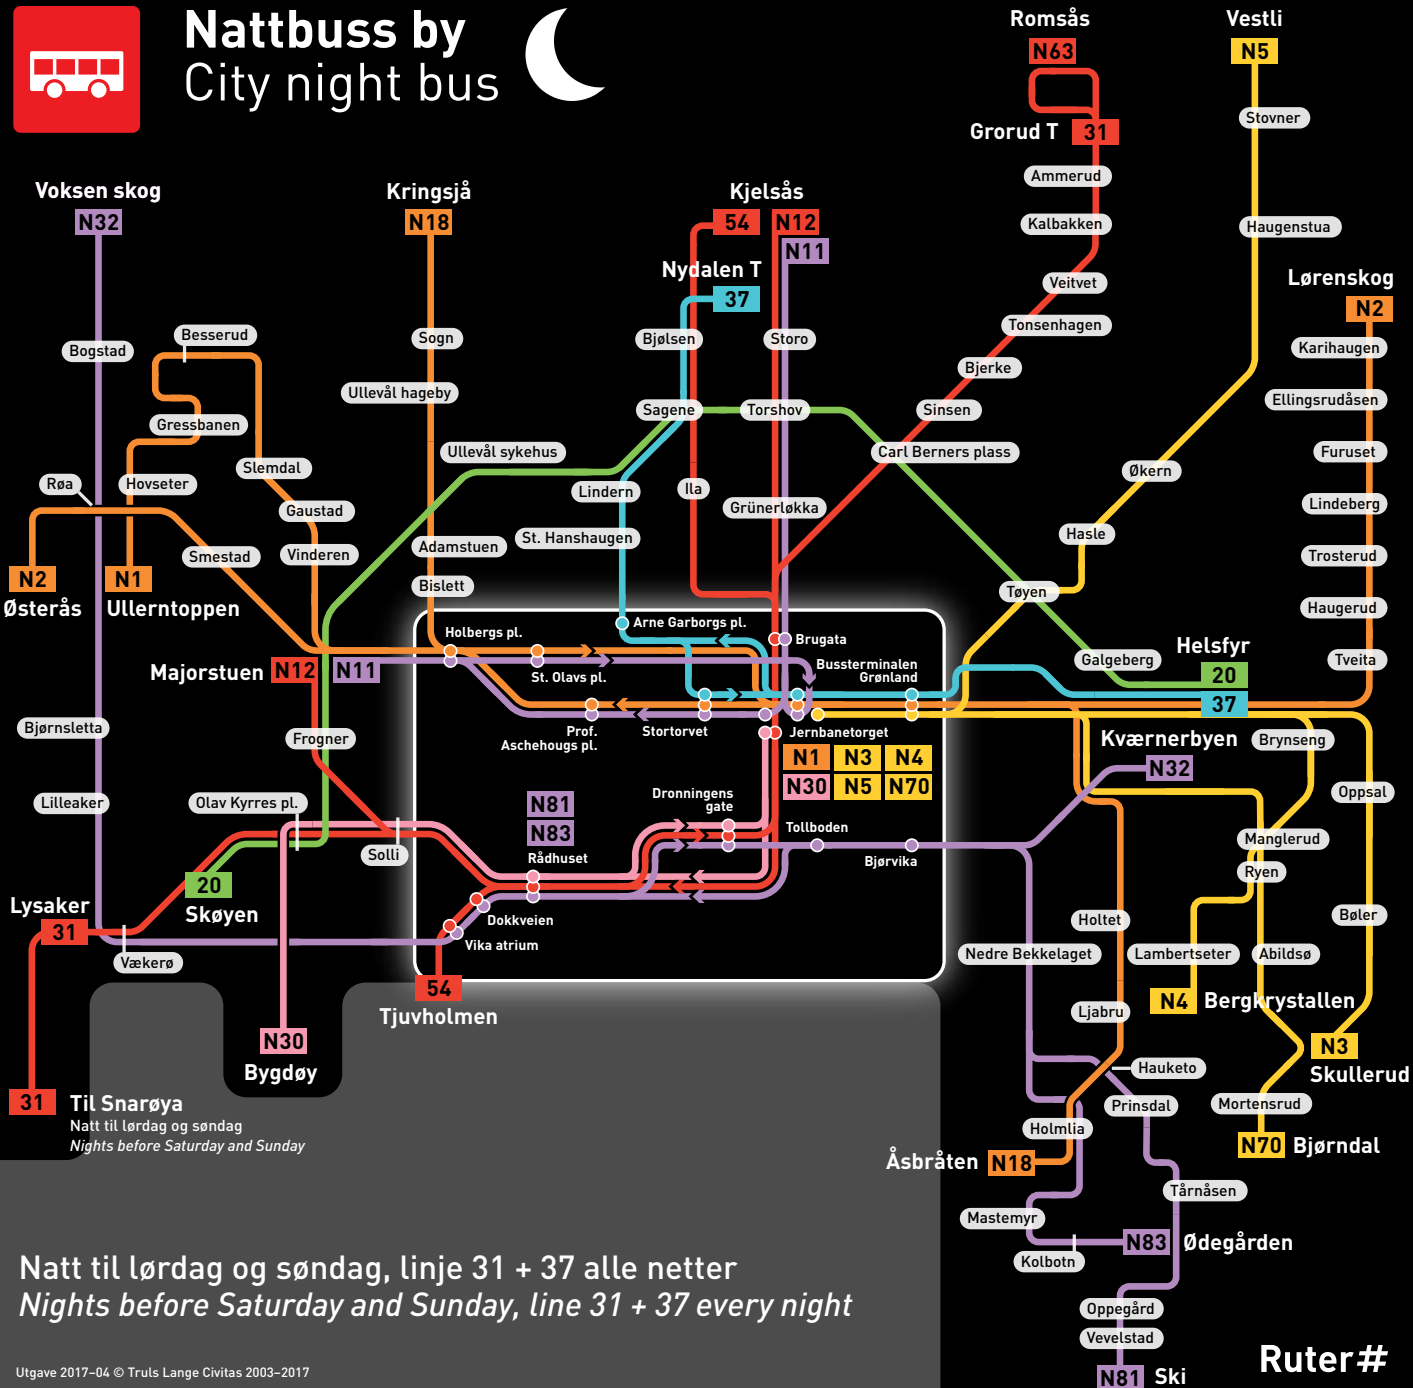 Nattbuss by
City night bus
Romsås
N63
Vestli
N5
Grorud T
31
Stovner
Ammerud
Kalbakken
Haugenstua
Voksen skog
N32
Kringsjå
N18
Kjelsås
54
N12
N11
Nydalen T
37
Veitvet
Tonsenhagen
Lørenskog
N2
Karihaugen
Besserud
Bogstad
Sogn
Bjølsen
Storo
Bjerke
Ullevål hageby
Ellingsrudåsen
Sagene
Torshov
Sinsen
Gressbanen
Ullevål sykehus
Carl Berners plass
Furuset
Slemdal
Økern
Røa
Hovseter
Lindern
Ila
Grünerløkka
Lindeberg
Gaustad
St. Hanshaugen
Hasle
Smestad
Vinderen
Adamstuen
Trosterud
N2
Østerås
N1
Ullerntoppen
Bislett
Tøyen
Haugerud
Holbergs pl.
Arne Garborgs pl.
Brugata
Majorstuen
N12
N11
St. Olavs pl.
Bussterminalen
Grønland
Galgeberg
Helsfyr
20
37
Tveita
Bjørnsletta
Frogner
Prof.
Aschehougs pl.
Stortorvet
Jernbanetorget
N1
N3
N4
N30
N5
N70
Kværnerbyen
N32
Brynseng
Lilleaker
Olav Kyrres pl.
N81
N83
Rådhuset
Dronningens
gate
Tollboden
Bjørvika
Oppsal
Solli
Manglerud
Ryen
20
Skøyen
Lysaker
31
Vækerø
Dokkveien
Vika atrium
Holtet
Bøler
Nedre Bekkelaget
Lambertseter
Abildsø
54
Tjuvholmen
Ljabru
N4
Bergkrystallen
N30
Bygdøy
N3
Skullerud
Hauketo
31
Til Snarøya
Natt til lørdag og søndag
Nights before Saturday and Sunday
Prinsdal
Mortensrud
Holmlia
N70
Bjørndal
Åsbråten
N18
Tårnåsen
Mastemyr
N83
Ødegården
Kolbotn
Natt til lørdag og søndag, linje 31 + 37 alle netter
Nights before Saturday and Sunday, line 31 + 37 every night
Oppegård
Vevelstad
N81
Ski
Utgave 2017–04 © Truls Lange Civitas 2003–2017
Ruter#